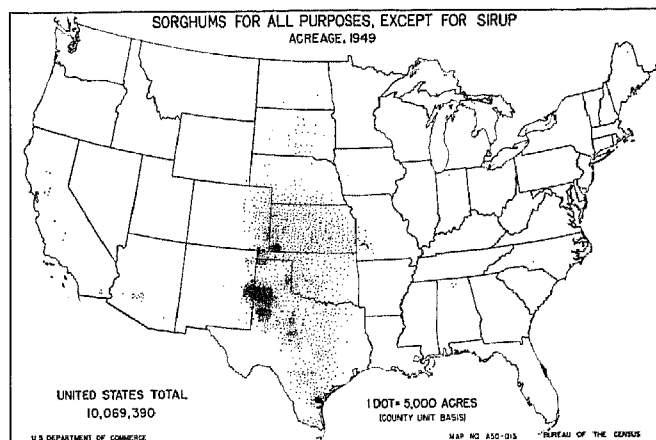 SORGHUMS FOR ALL PURPOSES, EXCEPT FOR SIRUP
ACREAGE, 1949
UNITED STATES TOTAL
10,069,390
1 DOT = 5,000 ACRES
(COUNTY UNIT BASIS)
U.S. DEPARTMENT OF COMMERCE
MAP NO. A50-013
BUREAU OF THE CENSUS